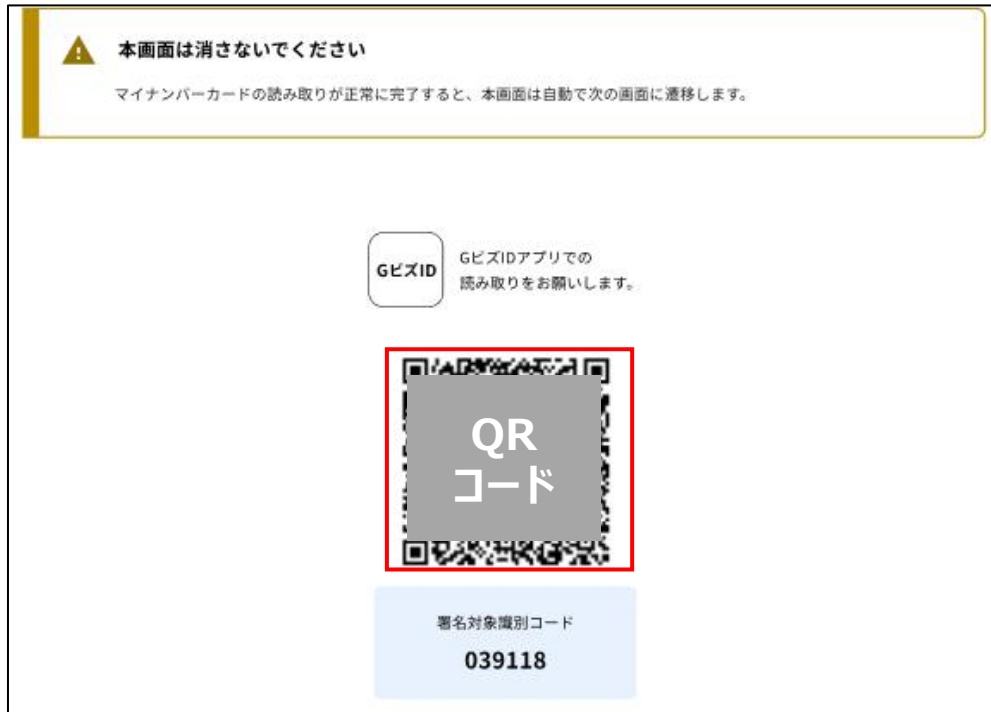 本画面は消さないでください
マイナンバーカードの読み取りが正常に完了すると、本画面は自動で次の画面に遷移します。
GビズID
GビズIDアプリでの
読み取りをお願いします。
QR
コード
署名対象識別コード
039118